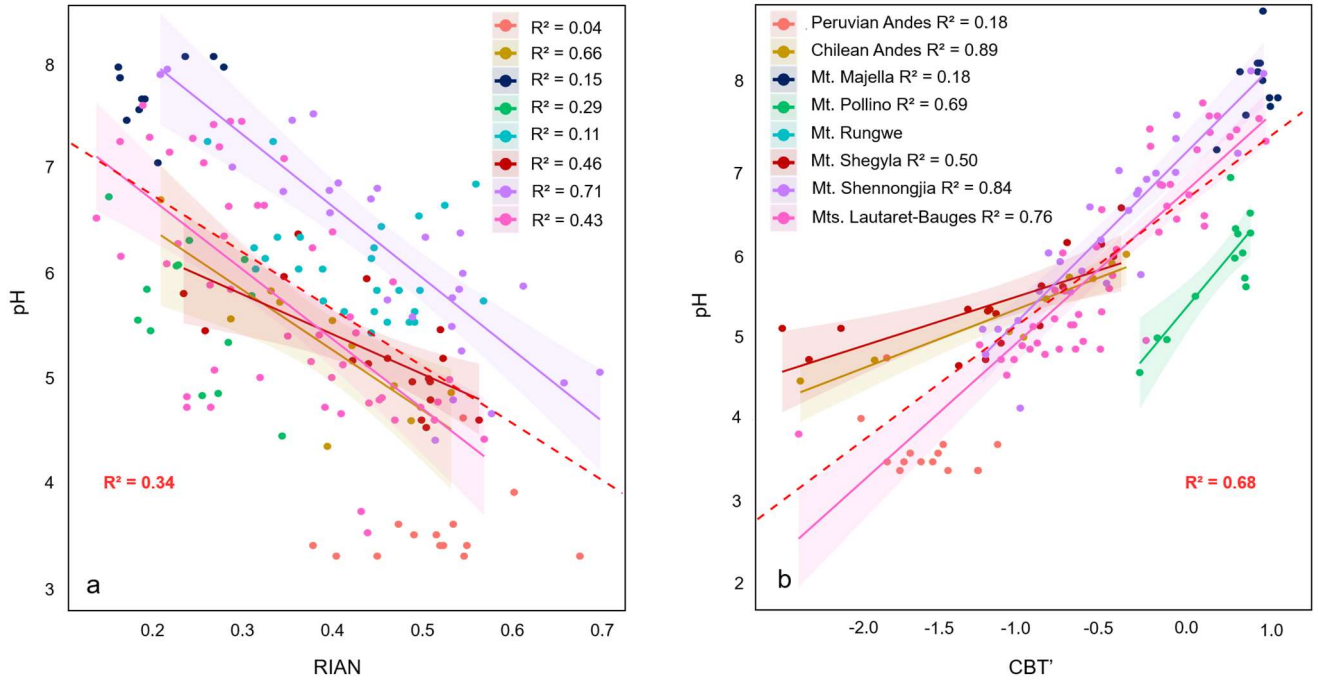 R² = 0.04
R² = 0.66
R² = 0.15
R² = 0.29
R² = 0.11
R² = 0.46
R² = 0.71
R² = 0.43
8
7
6
5
4
3
pH
R² = 0.34
a
0.2 0.3 0.4 0.5 0.6 0.7
RIAN
Peruvian Andes R² = 0.18
Chilean Andes R² = 0.89
Mt. Majella R² = 0.18
Mt. Pollino R² = 0.69
Mt. Rungwe
Mt. Shegyla R² = 0.50
Mt. Shennongjia R² = 0.84
Mts. Lautaret-Bauges R² = 0.76
8
7
6
5
4
3
2
pH
R² = 0.68
b
-2.0 -1.5 -1.0 -0.5 0.0 1.0
CBT'